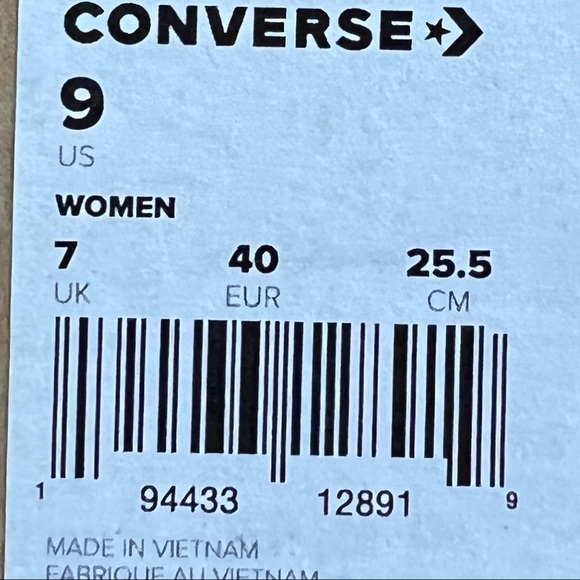 CONVERSE
9
US
WOMEN
7 40 25.5
UK EUR CM
1 94433 12891 9
MADE IN VIETNAM
FABRIQUE AU VIETNAM